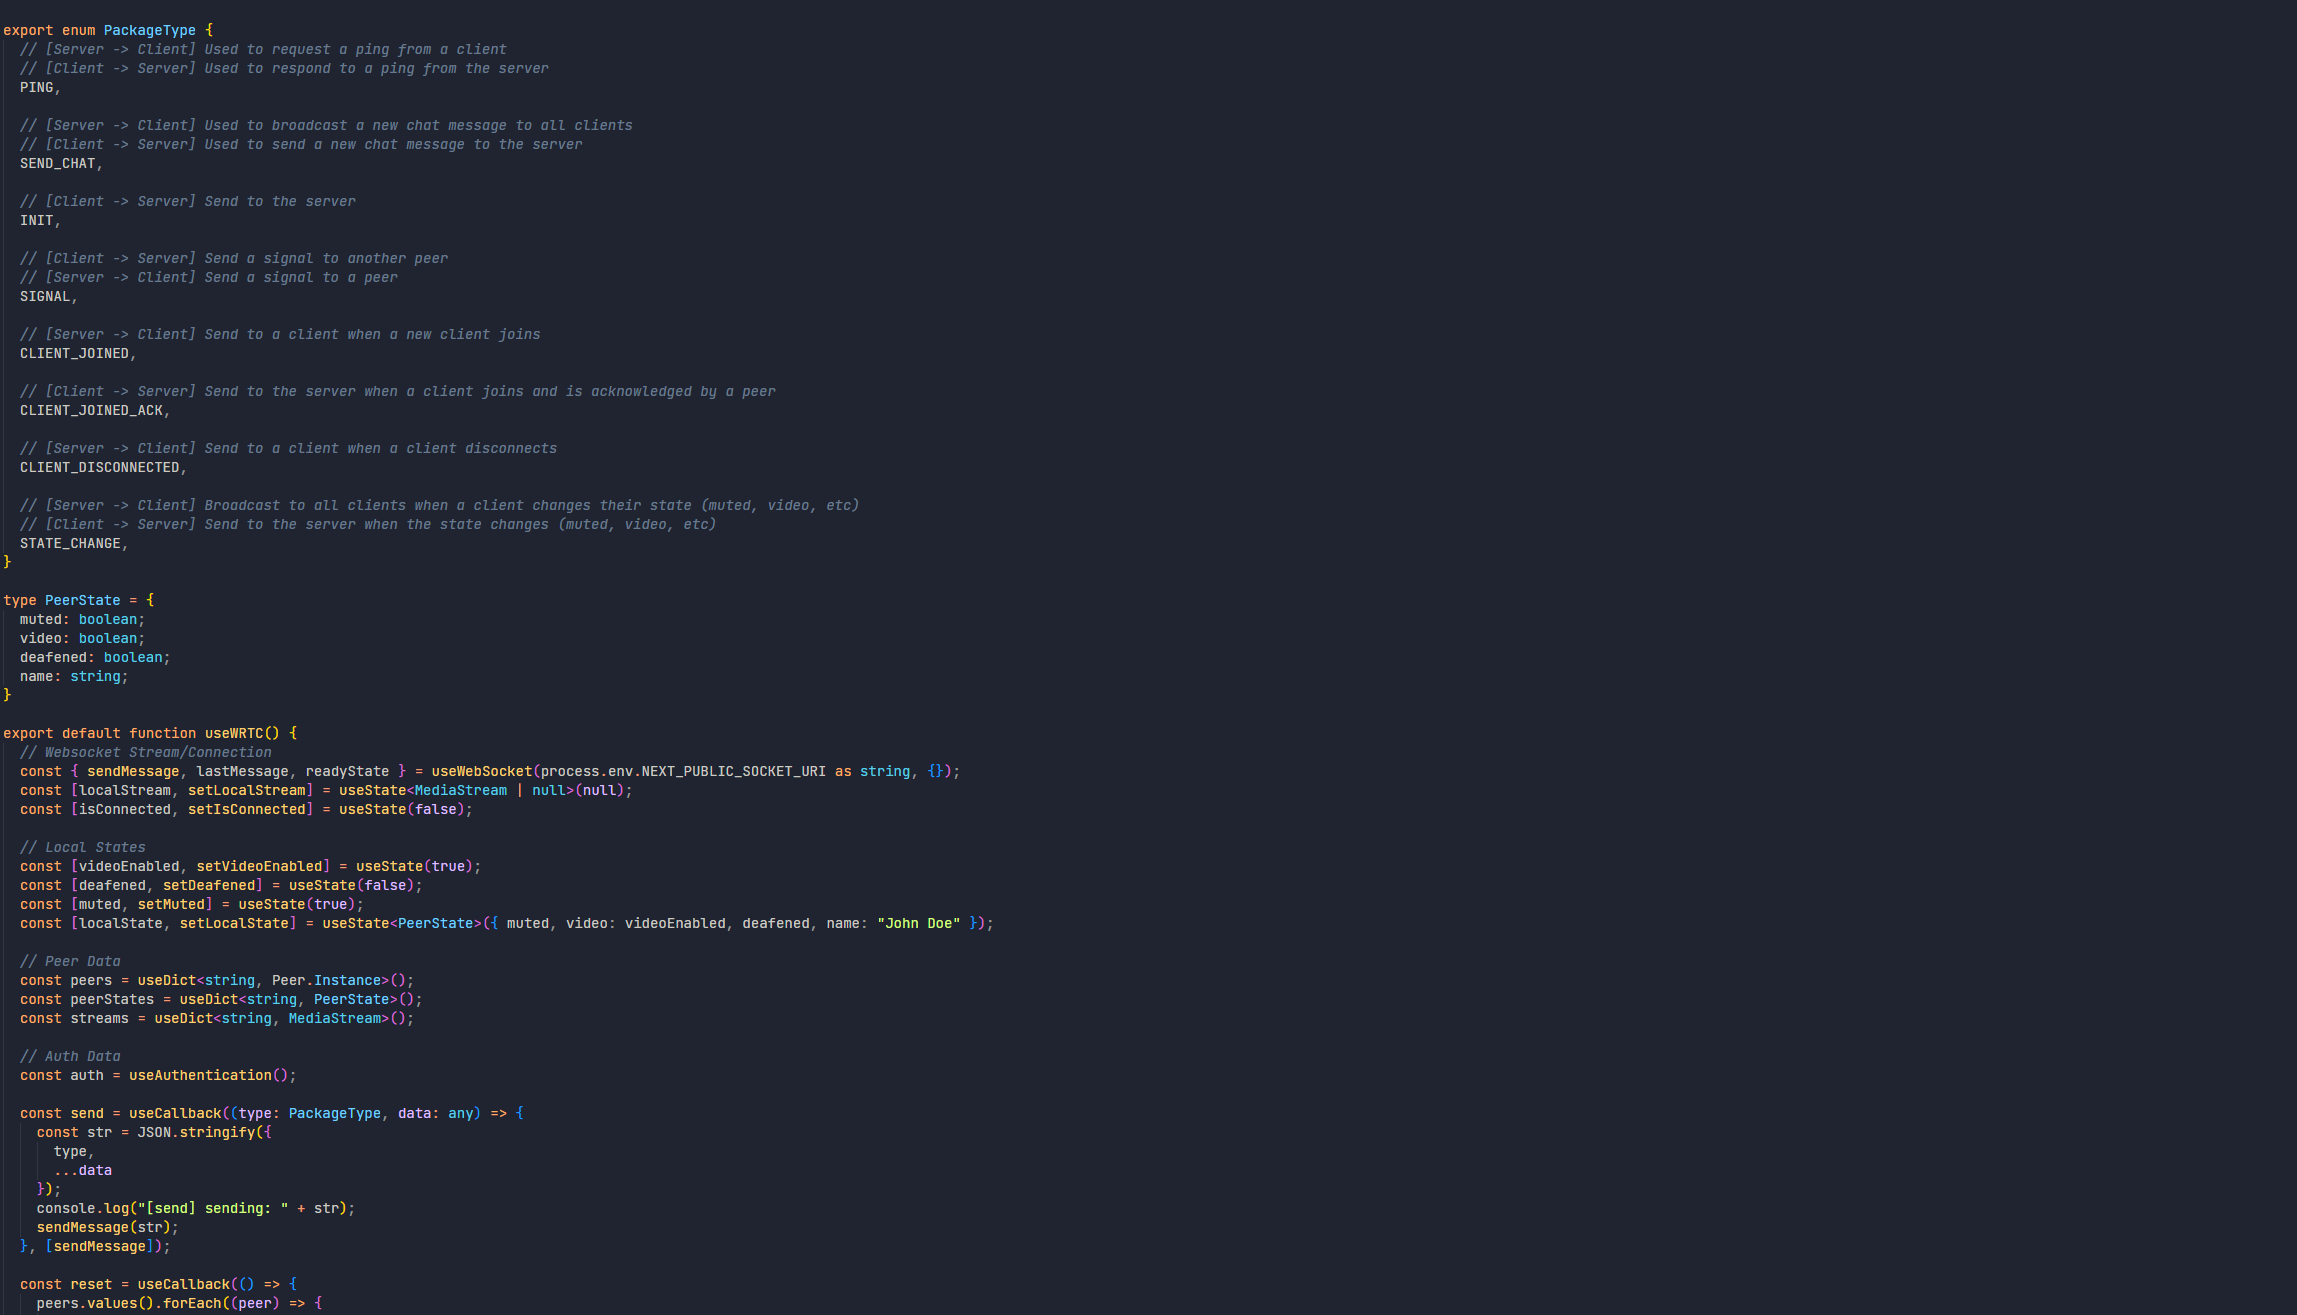 export enum PackageType {
// [Server -> Client] Used to request a ping from a client
// [Client -> Server] Used to respond to a ping from the server
PING,
// [Server -> Client] Used to broadcast a new chat message to all clients
// [Client -> Server] Used to send a new chat message to the server
SEND_CHAT,
// [Client -> Server] Send to the server
INIT,
// [Client -> Server] Send a signal to another peer
// [Server -> Client] Send a signal to a peer
SIGNAL,
// [Server -> Client] Send to a client when a new client joins
CLIENT_JOINED,
// [Client -> Server] Send to the server when a client joins and is acknowledged by a peer
CLIENT_JOINED_ACK,
// [Server -> Client] Send to a client when a client disconnects
CLIENT_DISCONNECTED,
// [Server -> Client] Broadcast to all clients when a client changes their state (muted, video, etc)
// [Client -> Server] Send to the server when the state changes (muted, video, etc)
STATE_CHANGE,
}
type PeerState = {
muted: boolean;
video: boolean;
deafened: boolean;
name: string;
}
export default function useWRTC() {
// Websocket Stream/Connection
const { sendMessage, lastMessage, readyState } = useWebSocket(process.env.NEXT_PUBLIC_SOCKET_URI as string, {});
const [localStream, setLocalStream] = useState<MediaStream | null>(null);
const [isConnected, setIsConnected] = useState(false);
// Local States
const [videoEnabled, setVideoEnabled] = useState(true);
const [deafened, setDeafened] = useState(false);
const [muted, setMuted] = useState(true);
const [localState, setLocalState] = useState<PeerState>({ muted, video: videoEnabled, deafened, name: "John Doe" });
// Peer Data
const peers = useDict<string, Peer.Instance>();
const peerStates = useDict<string, PeerState>();
const streams = useDict<string, MediaStream>();
// Auth Data
const auth = useAuthentication();
const send = useCallback((type: PackageType, data: any) => {
const str = JSON.stringify({
type,
...data
});
console.log("[send] sending: " + str);
sendMessage(str);
}, [sendMessage]);
const reset = useCallback(() => {
peers.values().forEach((peer) => {